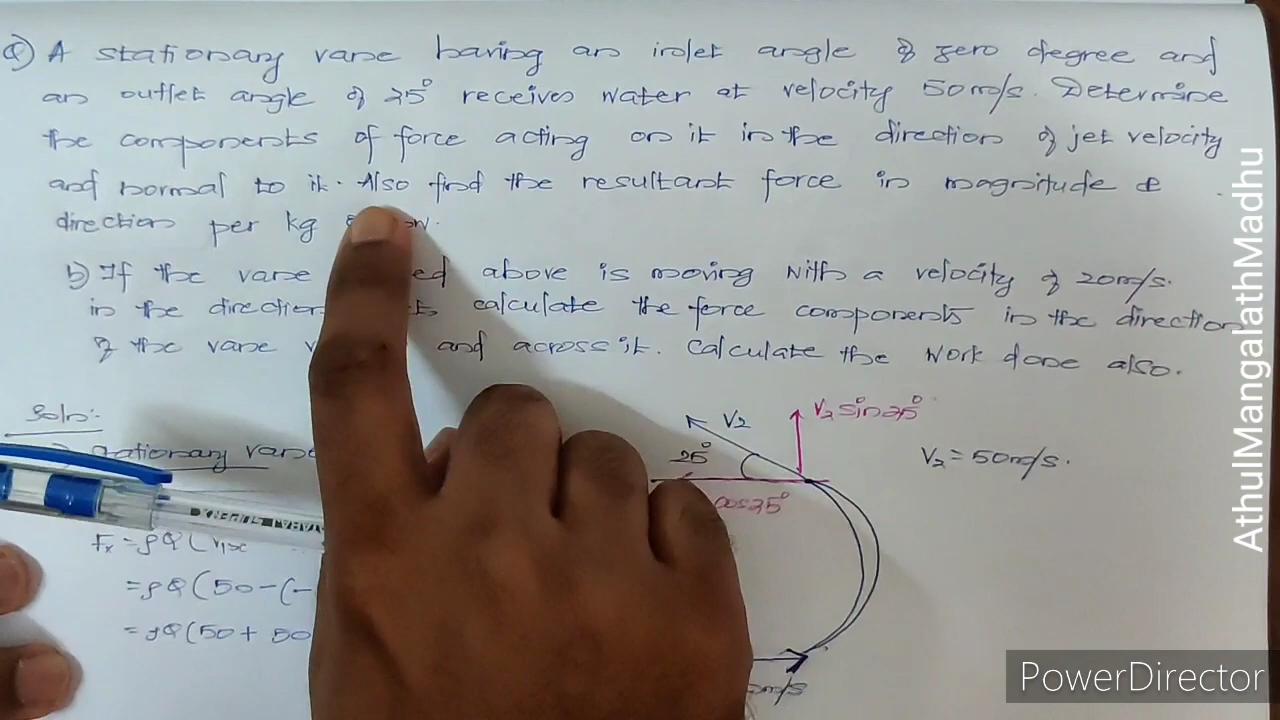 Q) A stationary vane having an inlet angle of zero degree and
an outlet angle of 25° receives water at velocity 50m/s. Determine
the components of force acting on it in the direction of jet velocity
and normal to it. Also find the resultant force in magnitude &
direction per kg
b) If the vane above is moving with a velocity of 20m/s.
in the direction calculate the force components in the direction
of the vane and across it. Calculate the work done also.
Soln:-
Stationary vane
V2
V2 sin25°
25°
V2 = 50m/s.
cos25°
Fx = ρQ(V1x
= ρQ(50-(-
= ρQ(50+ 50
m/s
AthulMangalathMadhu
PowerDirector